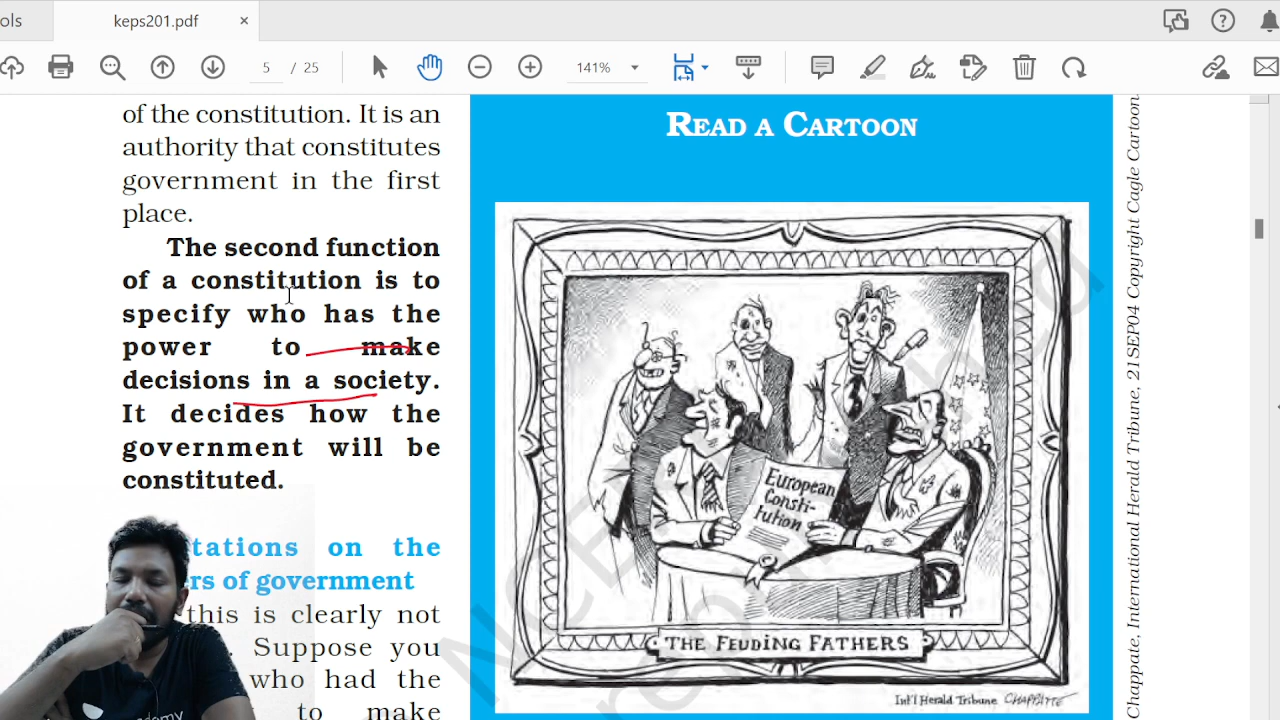 ols
keps201.pdf ×
5 / 25
141%
of the constitution. It is an
authority that constitutes
government in the first
place.
The second function
of a constitution is to
specify who has the
power to make
decisions in a society.
It decides how the
government will be
constituted.
tations on the
rs of government
this is clearly not
Suppose you
who had the
to make
READ A CARTOON
European
Consti-
tution
THE FEUDING FATHERS
Int'l Herald Tribune CHAPPATTE
Chappate, International Herald Tribune, 21SEP04 Copyright Cagle Cartoon